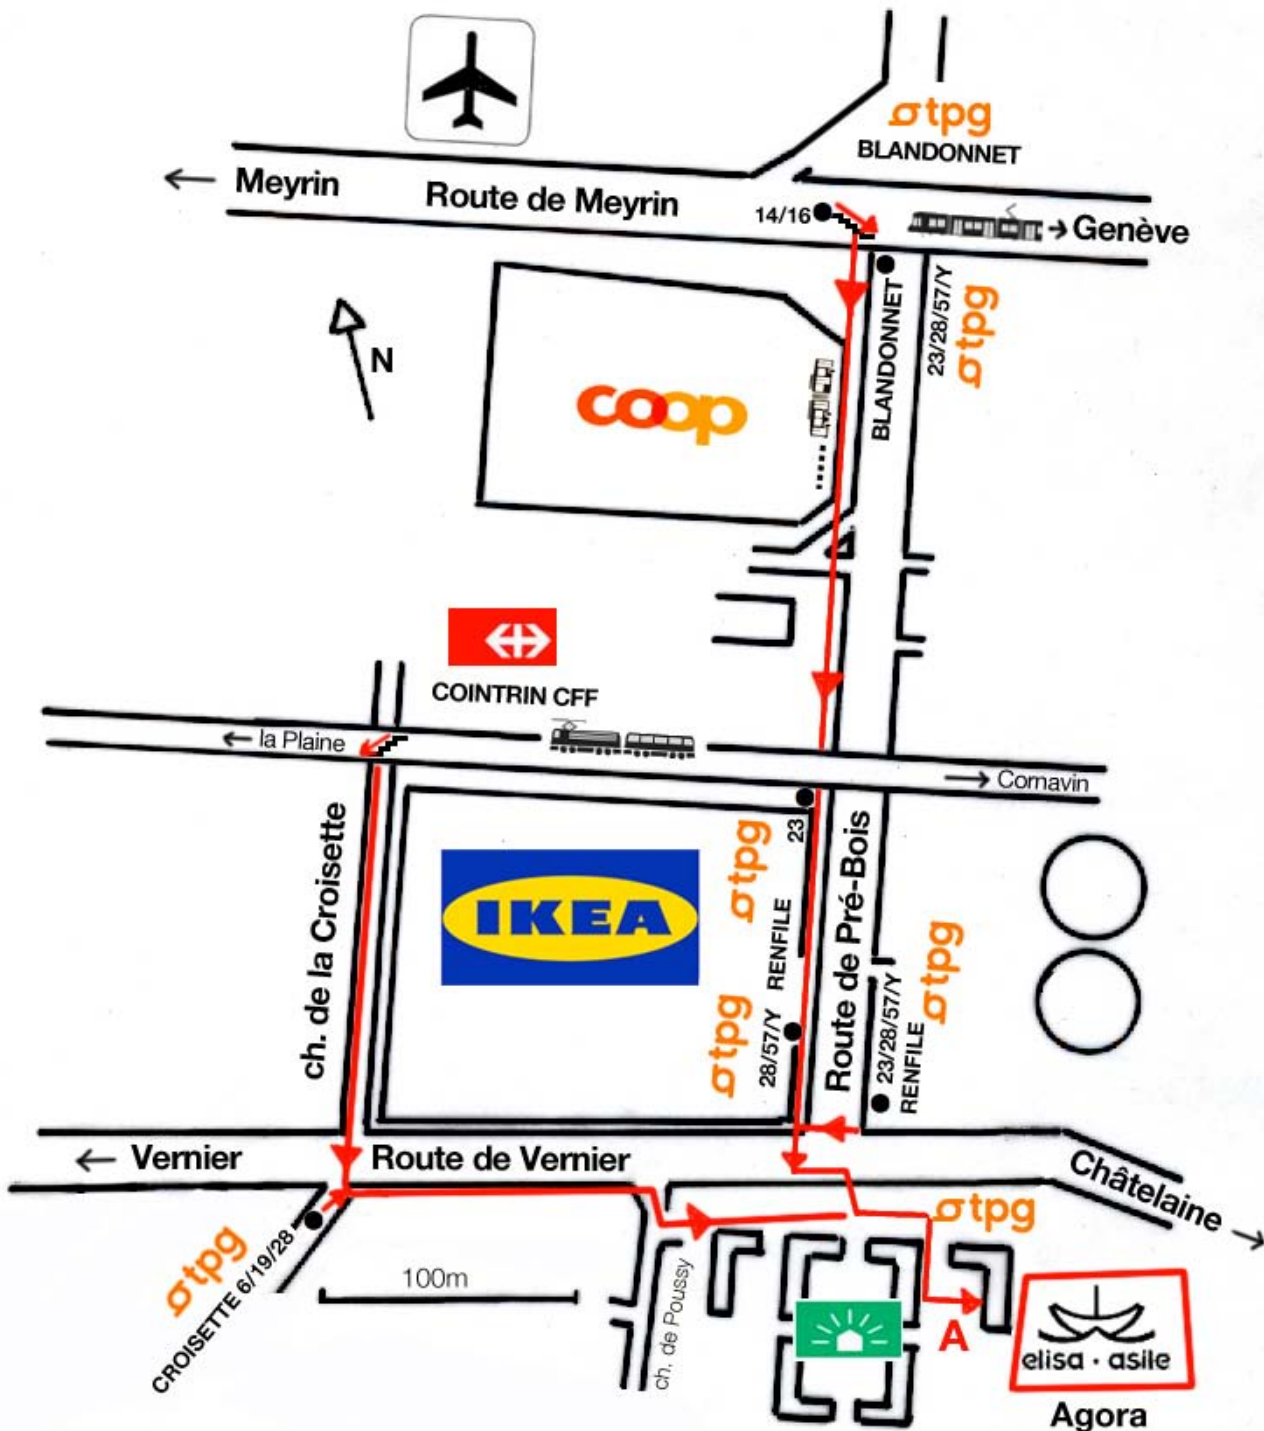 tpg
BLANDONNET
Meyrin
Route de Meyrin
14/16
Genève
BLANDONNET
23/28/57/Y
tpg
N
coop
COINTRIN CFF
la Plaine
Cornavin
ch. de la Croisette
IKEA
tpg
23
RENFILE
tpg
28/57/Y
Route de Pré-Bois
tpg
23/28/57/Y
RENFILE
Vernier
Route de Vernier
Châtelaine
tpg
CROISETTE 6/19/28
tpg
100m
ch. de Poussy
A
elisa · asile
Agora